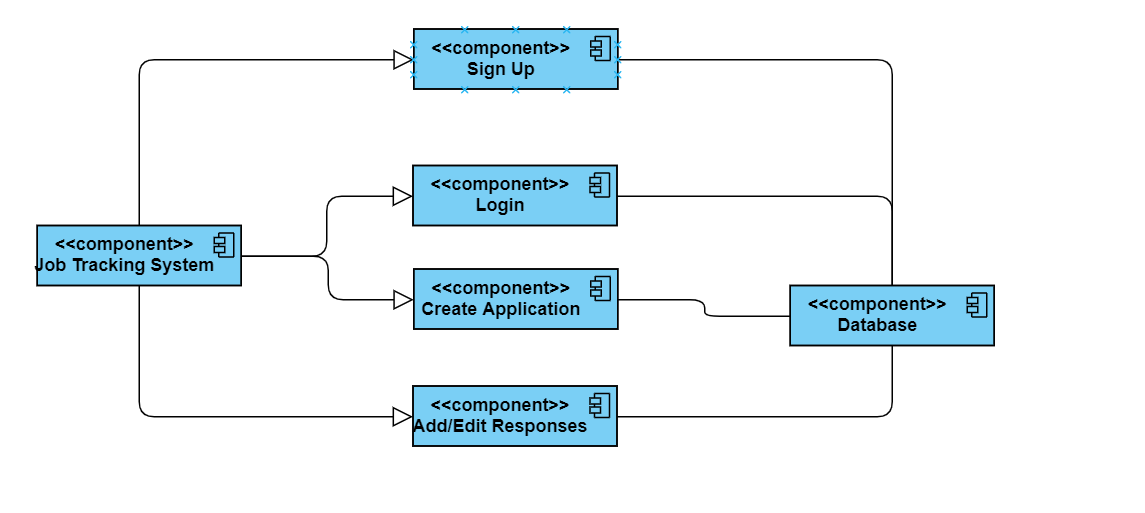 <<component>>
Sign Up
<<component>>
Login
<<component>>
Job Tracking System
<<component>>
Create Application
<<component>>
Database
<<component>>
Add/Edit Responses